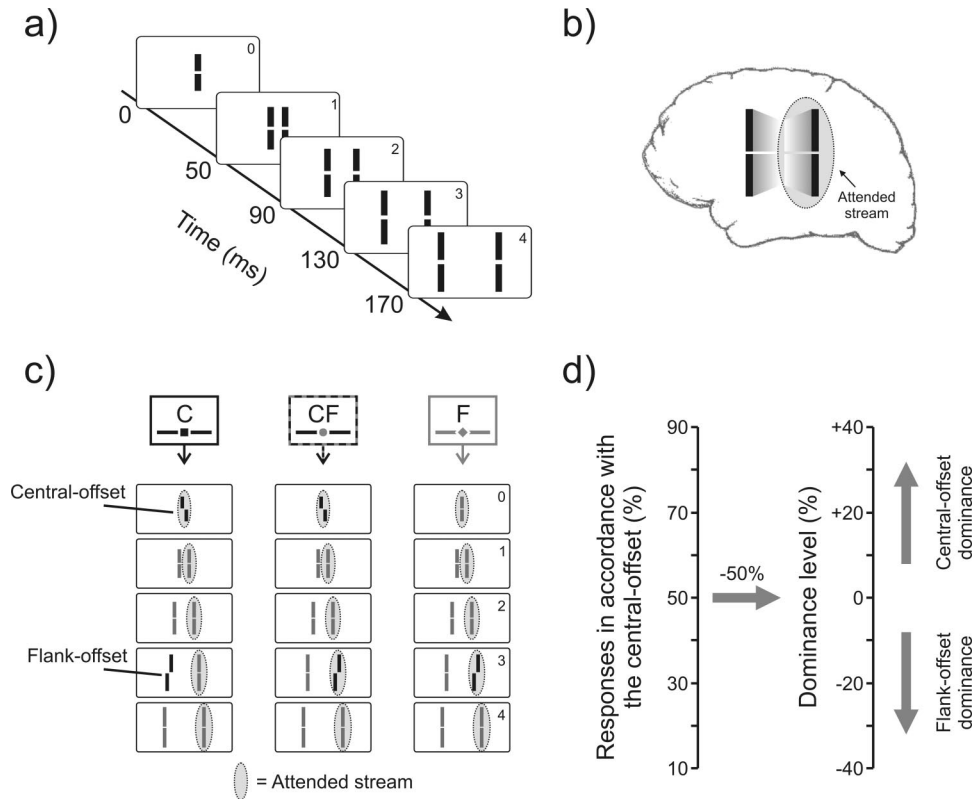 a)
0
1
2
3
4
0
50
90
130
170
Time (ms)
b)
Attended
stream
c)
C
CF
F
Central-offset
Flank-offset
0
1
2
3
4
= Attended stream
d)
Responses in accordance with
the central-offset (%)
90
70
50
30
10
-50%
Dominance level (%)
+40
+20
0
-20
-40
Central-offset
dominance
Flank-offset
dominance